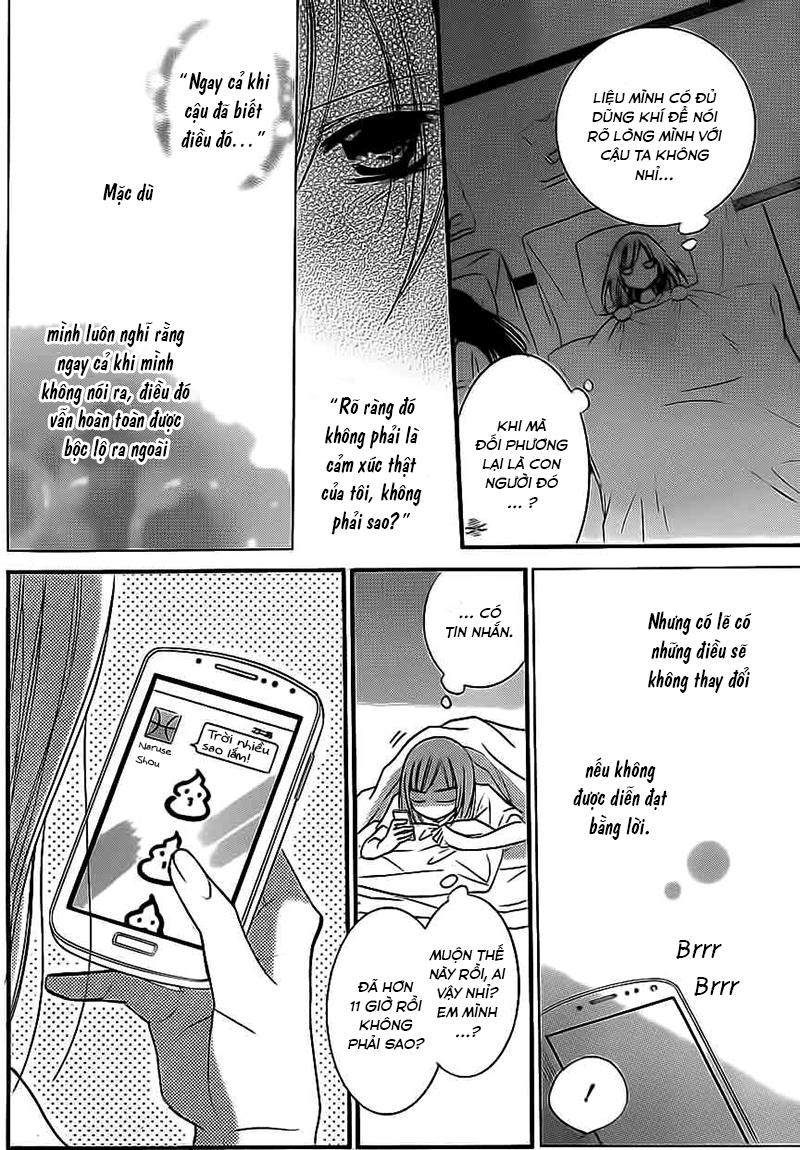 LIỆU MÌNH CÓ ĐỦ
DŨNG KHÍ ĐỂ NÓI
RÕ LÒNG MÌNH VỚI
CẬU TA KHÔNG
NHỈ...
KHI MÀ
ĐỐI PHƯƠNG
LẠI LÀ CON
NGƯỜI ĐÓ
... ?
"Rõ ràng đó
không phải là
cảm xúc thật
của tôi, không
phải sao?"
"Ngay cả khi
cậu đã biết
điều đó..."
Mặc dù
mình luôn nghĩ rằng
ngay cả khi mình
không nói ra, điều đó
vẫn hoàn toàn được
bộc lộ ra ngoài
Nhưng có lẽ có
những điều sẽ
không thay đổi
nếu không
được diễn đạt
bằng lời.
Brrr
Brrr
!
... CÓ
TIN NHẮN.
MUỘN THẾ
NÀY RỒI, AI
VẬY NHỈ?
EM MÌNH
...?
ĐÃ HƠN
11 GIỜ RỒI
KHÔNG
PHẢI SAO?
Naruse
Shou
Trời nhiều
sao lắm!